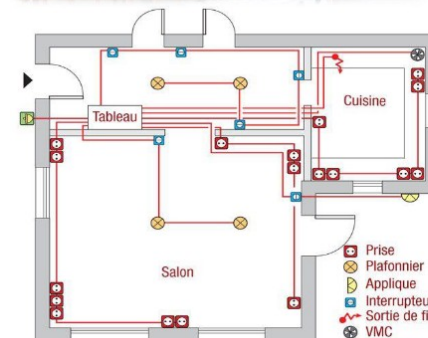 Cuisine
Tableau
Salon
Prise
Plafonnier
Applique
Interrupteu
Sortie de fi
VMC